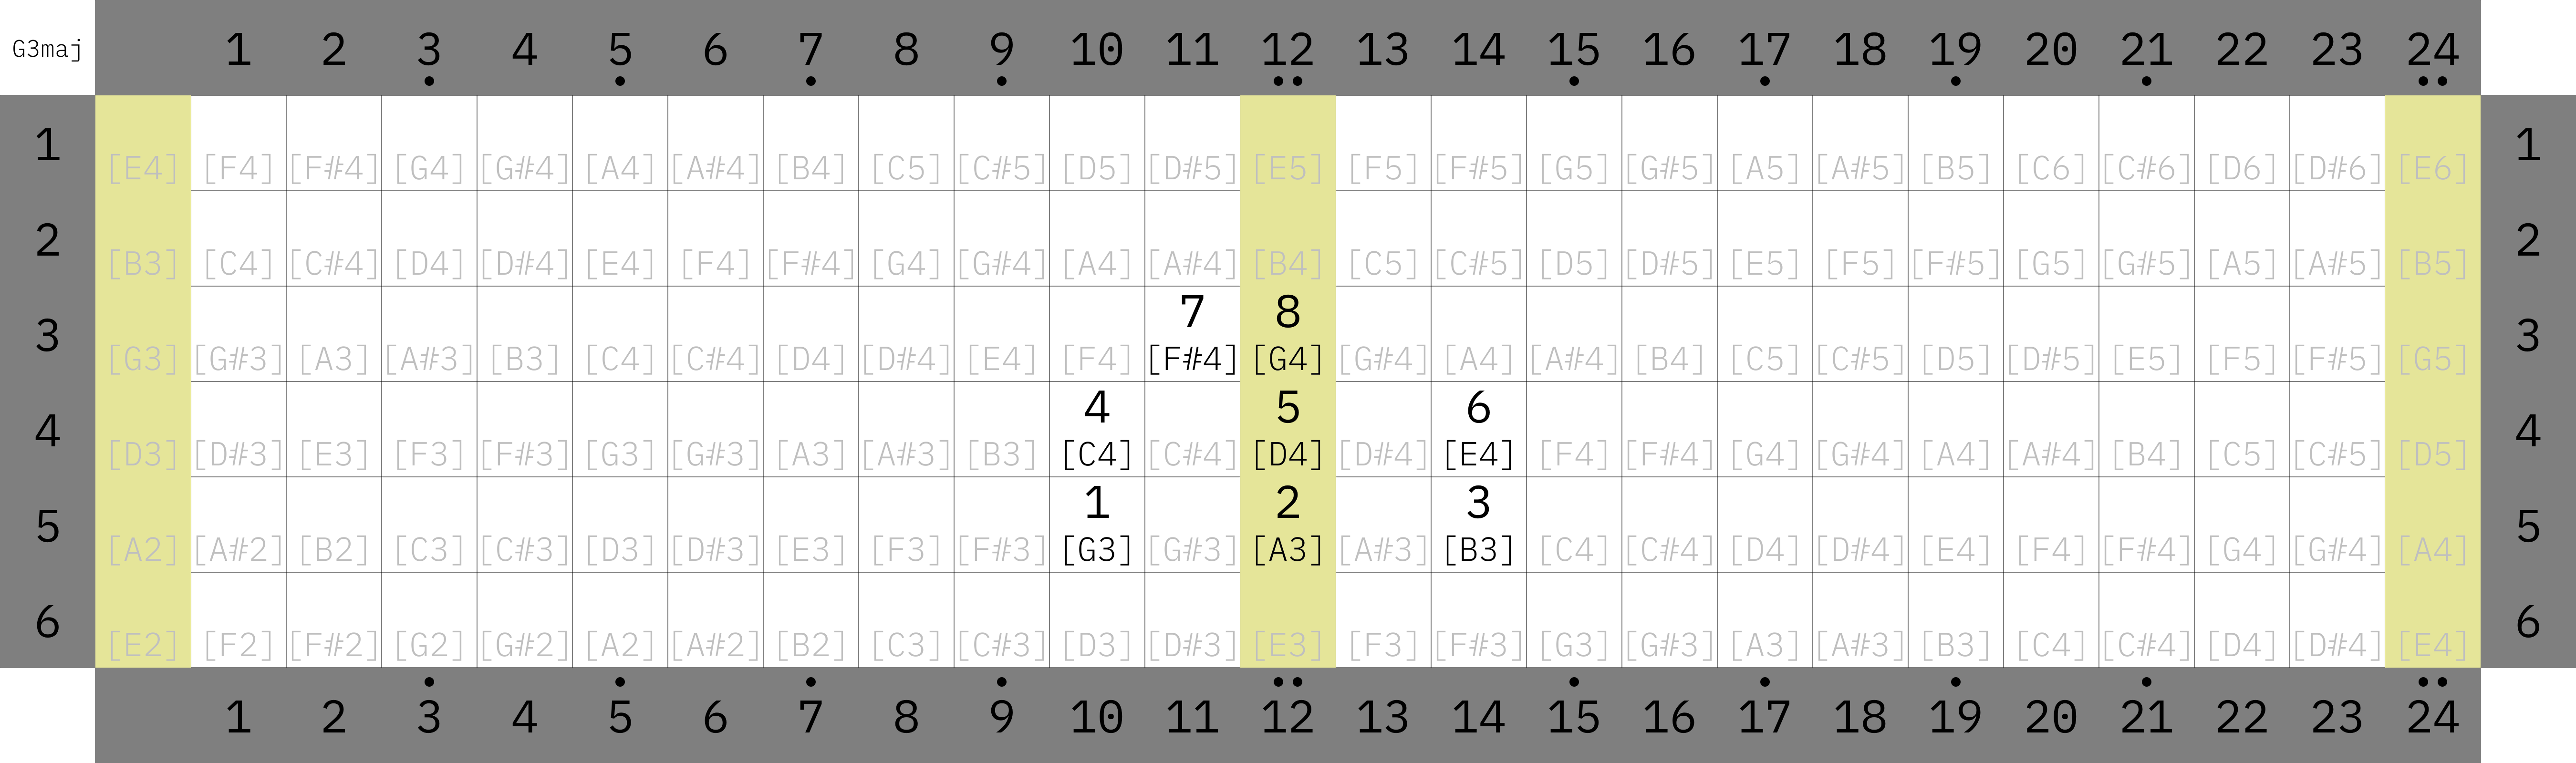 G3maj 1 2 3 4 5 6 7 8 9 10 11 12 13 14 15 16 17 18 19 20 21 22 23 24
1 [E4] [F4] [F#4] [G4] [G#4] [A4] [A#4] [B4] [C5] [C#5] [D5] [D#5] [E5] [F5] [F#5] [G5] [G#5] [A5] [A#5] [B5] [C6] [C#6] [D6] [D#6] [E6] 1
2 [B3] [C4] [C#4] [D4] [D#4] [E4] [F4] [F#4] [G4] [G#4] [A4] [A#4] [B4] [C5] [C#5] [D5] [D#5] [E5] [F5] [F#5] [G5] [G#5] [A5] [A#5] [B5] 2
7 8
3 [G3] [G#3] [A3] [A#3] [B3] [C4] [C#4] [D4] [D#4] [E4] [F4] [F#4] [G4] [G#4] [A4] [A#4] [B4] [C5] [C#5] [D5] [D#5] [E5] [F5] [F#5] [G5] 3
4 5 6
4 [D3] [D#3] [E3] [F3] [F#3] [G3] [G#3] [A3] [A#3] [B3] [C4] [C#4] [D4] [D#4] [E4] [F4] [F#4] [G4] [G#4] [A4] [A#4] [B4] [C5] [C#5] [D5] 4
1 2 3
5 [A2] [A#2] [B2] [C3] [C#3] [D3] [D#3] [E3] [F3] [F#3] [G3] [G#3] [A3] [A#3] [B3] [C4] [C#4] [D4] [D#4] [E4] [F4] [F#4] [G4] [G#4] [A4] 5
6 [E2] [F2] [F#2] [G2] [G#2] [A2] [A#2] [B2] [C3] [C#3] [D3] [D#3] [E3] [F3] [F#3] [G3] [G#3] [A3] [A#3] [B3] [C4] [C#4] [D4] [D#4] [E4] 6
1 2 3 4 5 6 7 8 9 10 11 12 13 14 15 16 17 18 19 20 21 22 23 24